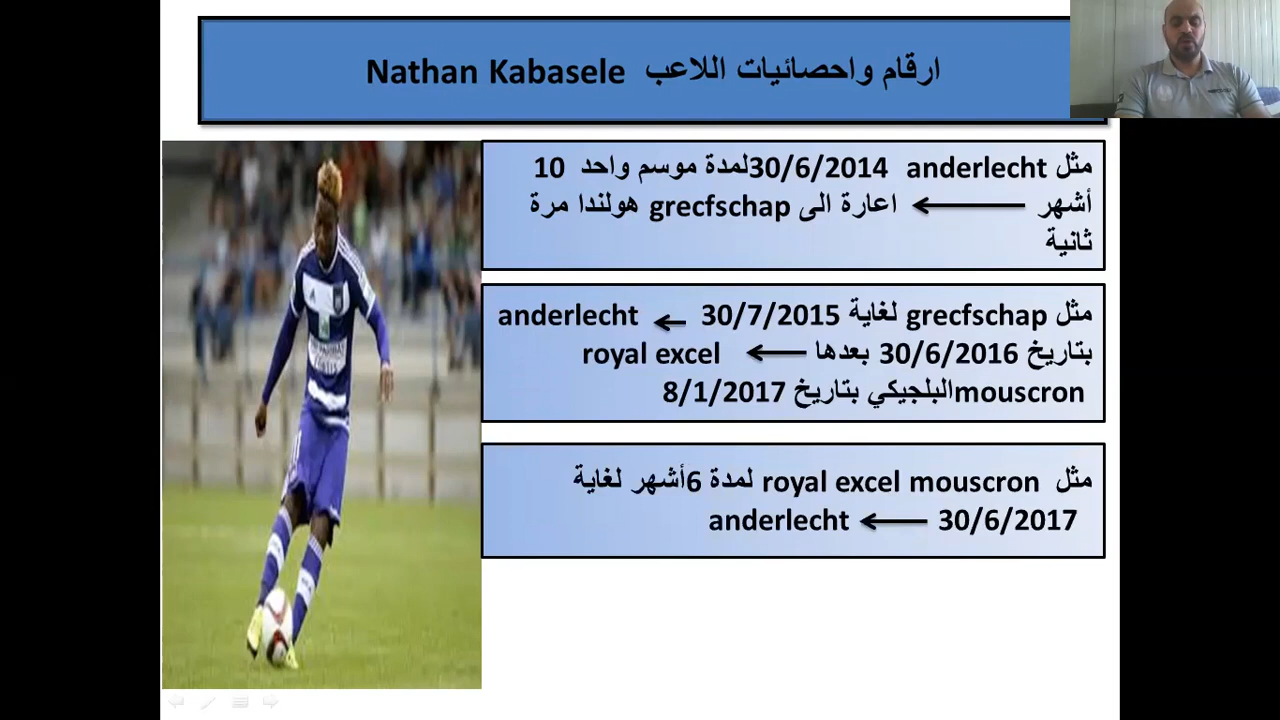 ارقام واحصائيات اللاعب Nathan Kabasele
مثل anderlecht 30/6/2014لمدة موسم واحد 10
أشهر ← اعارة الى grecfschap هولندا مرة
ثانية
مثل grecfschap لغاية 30/7/2015 ← anderlecht
بتاريخ 30/6/2016 بعدها ← royal excel
mouscronالبلجيكي بتاريخ 8/1/2017
مثل royal excel mouscron لمدة 6أشهر لغاية
30/6/2017 ← anderlecht